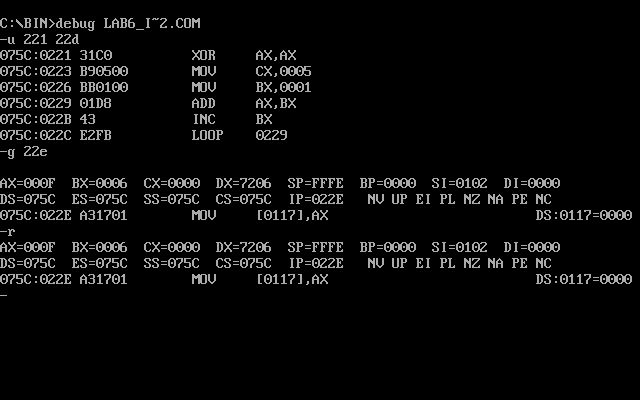 C:\BIN>debug LAB6_I~2.COM
-u 221 22d
075C:0221 31C0          XOR     AX,AX
075C:0223 B90500        MOV     CX,0005
075C:0226 BB0100        MOV     BX,0001
075C:0229 01D8          ADD     AX,BX
075C:022B 43            INC     BX
075C:022C E2FB          LOOP    0229
-g 22e
AX=000F  BX=0006  CX=0000  DX=7206  SP=FFFE  BP=0000  SI=0102  DI=0000
DS=075C  ES=075C  SS=075C  CS=075C  IP=022E   NV UP EI PL NZ NA PE NC
075C:022E A31701        MOV     [0117],AX                          DS:0117=0000
-r
AX=000F  BX=0006  CX=0000  DX=7206  SP=FFFE  BP=0000  SI=0102  DI=0000
DS=075C  ES=075C  SS=075C  CS=075C  IP=022E   NV UP EI PL NZ NA PE NC
075C:022E A31701        MOV     [0117],AX                          DS:0117=0000
-